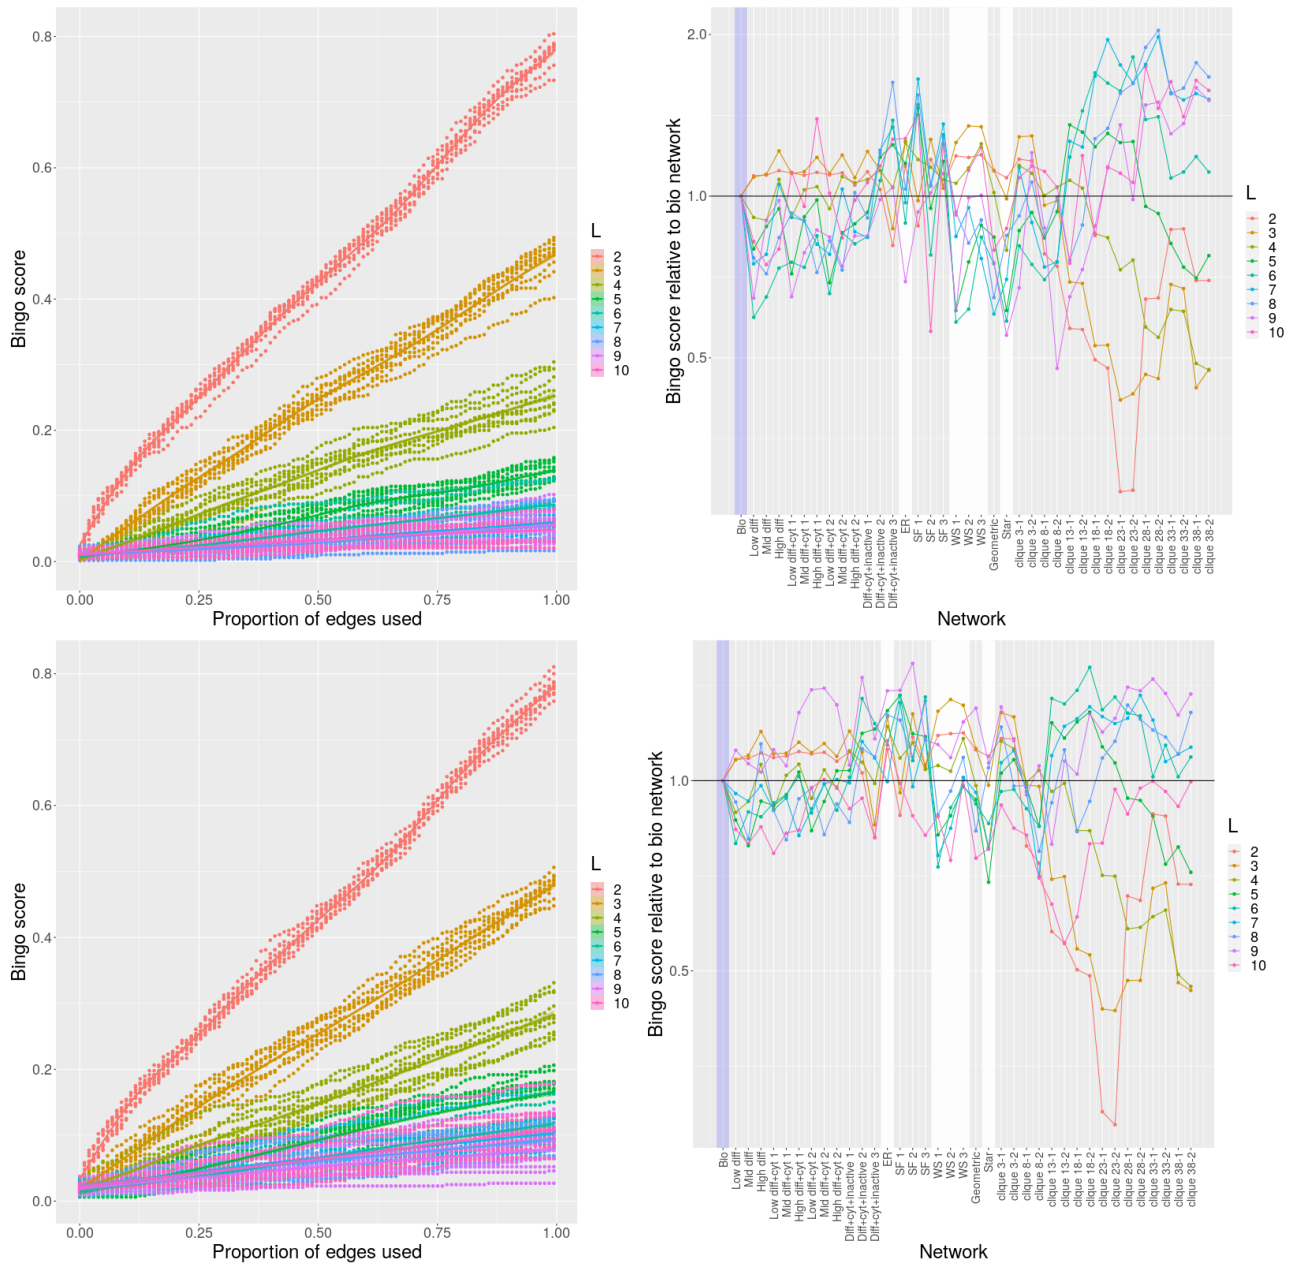 0.8
0.6
0.4
0.2
0.0
Bingo score
0.00
0.25
0.50
0.75
1.00
Proportion of edges used
L
2
3
4
5
6
7
8
9
10
2.0
1.0
0.5
Bingo score relative to bio network
Bio
Low diff
Mid diff
High diff
Low diff+cyt 1
Mid diff+cyt 1
High diff+cyt 1
Low diff+cyt 2
Mid diff+cyt 2
High diff+cyt 2
Diff+cyt+inactive 1
Diff+cyt+inactive 2
Diff+cyt+inactive 3
ER
SF 1
SF 2
SF 3
WS 1
WS 2
WS 3
Geometric
Star
clique 3-1
clique 3-2
clique 8-1
clique 8-2
clique 13-1
clique 13-2
clique 18-1
clique 18-2
clique 23-1
clique 23-2
clique 28-1
clique 28-2
clique 33-1
clique 33-2
clique 38-1
clique 38-2
Network
L
2
3
4
5
6
7
8
9
10
0.8
0.6
0.4
0.2
0.0
Bingo score
0.00
0.25
0.50
0.75
1.00
Proportion of edges used
L
2
3
4
5
6
7
8
9
10
1.0
0.5
Bingo score relative to bio network
Bio
Low diff
Mid diff
High diff
Low diff+cyt 1
Mid diff+cyt 1
High diff+cyt 1
Low diff+cyt 2
Mid diff+cyt 2
High diff+cyt 2
Diff+cyt+inactive 1
Diff+cyt+inactive 2
Diff+cyt+inactive 3
ER
SF 1
SF 2
SF 3
WS 1
WS 2
WS 3
Geometric
Star
clique 3-1
clique 3-2
clique 8-1
clique 8-2
clique 13-1
clique 13-2
clique 18-1
clique 18-2
clique 23-1
clique 23-2
clique 28-1
clique 28-2
clique 33-1
clique 33-2
clique 38-1
clique 38-2
Network
L
2
3
4
5
6
7
8
9
10